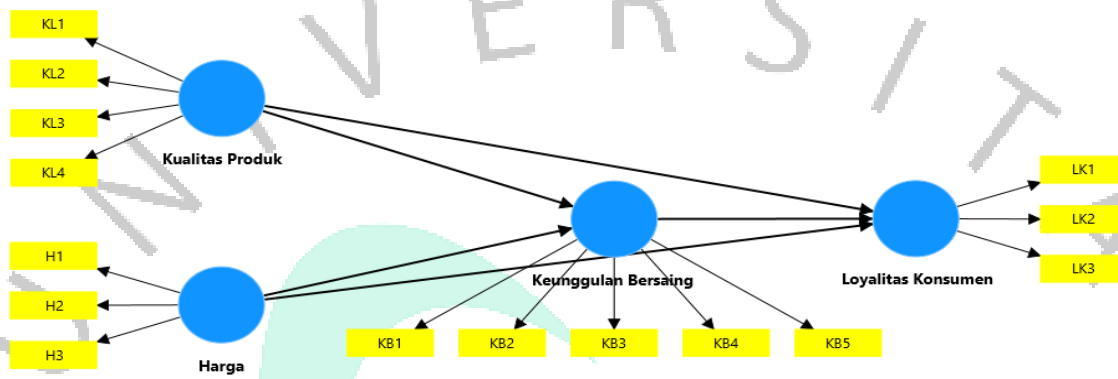 KL1
KL2
KL3
KL4
Kualitas Produk
H1
H2
H3
Harga
Keunggulan Bersaing
KB1
KB2
KB3
KB4
KB5
Loyalitas Konsumen
LK1
LK2
LK3